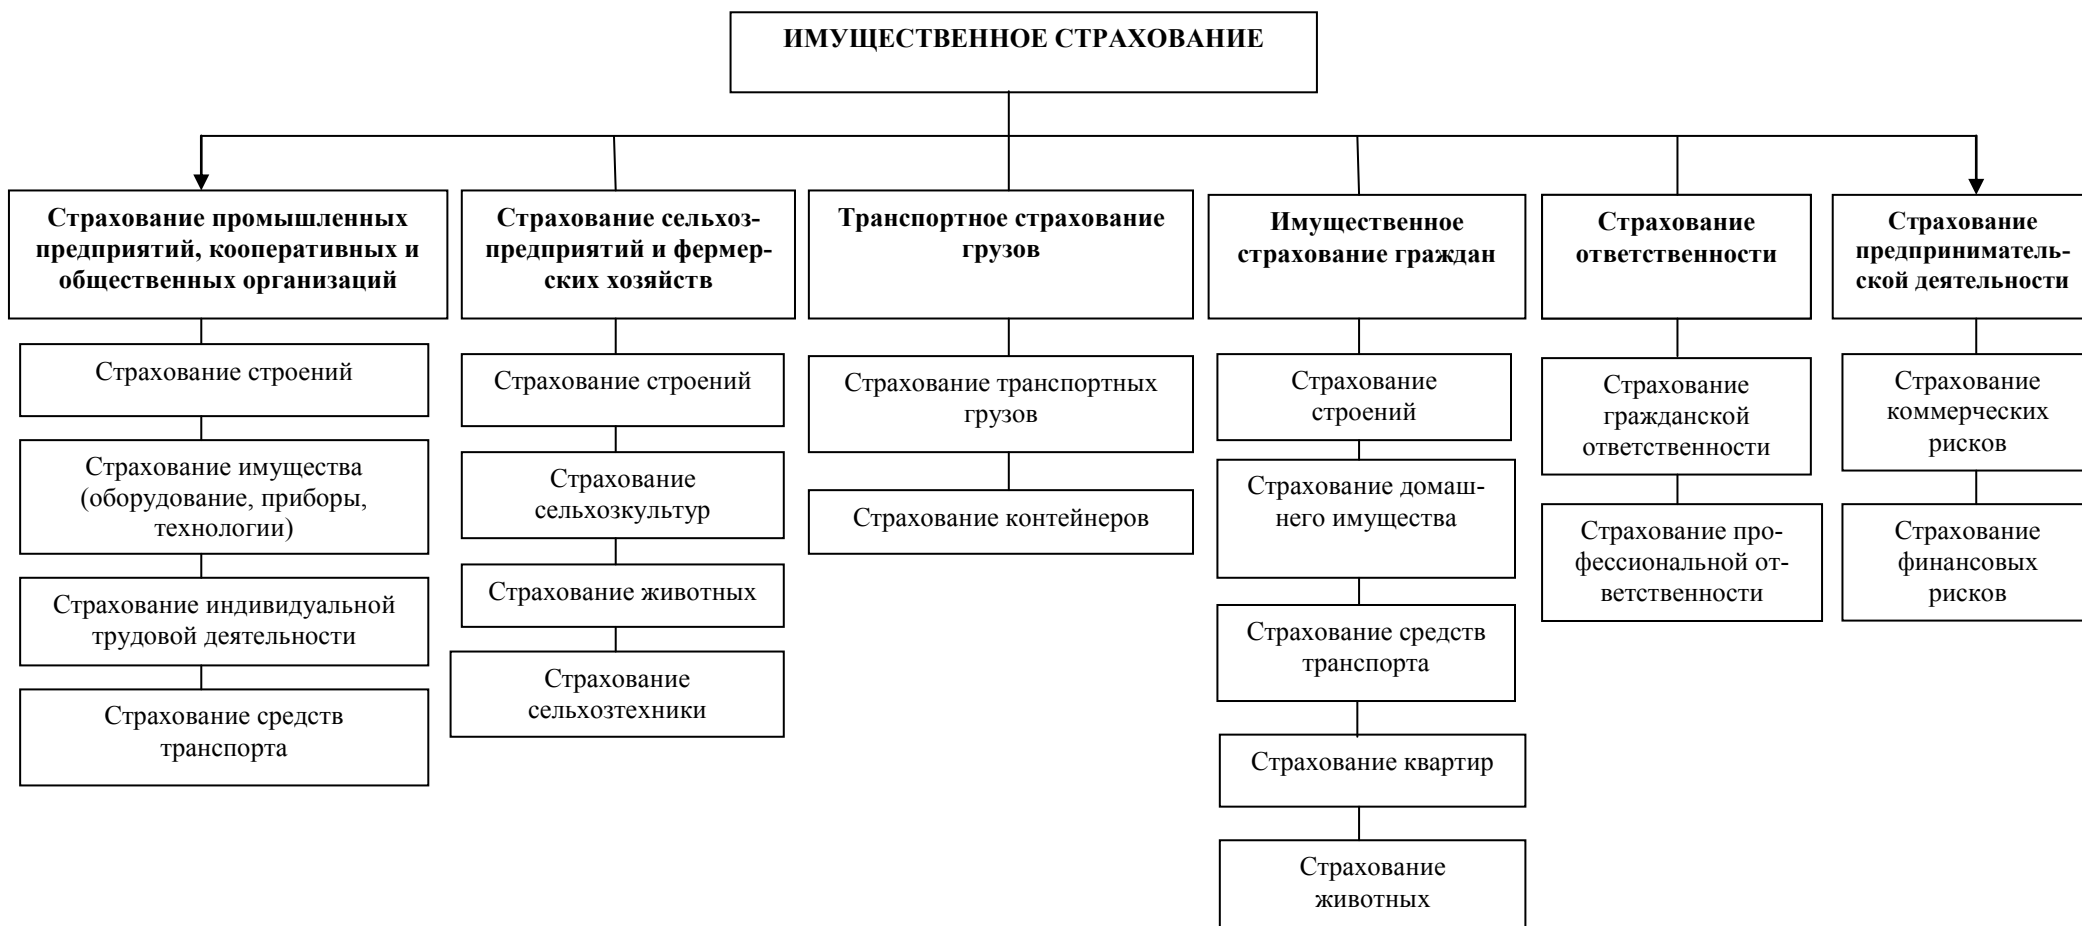 ИМУЩЕСТВЕННОЕ СТРАХОВАНИЕ
Страхование промышленных
предприятий, кооперативных и
общественных организаций
Страхование строений
Страхование имущества
(оборудование, приборы,
технологии)
Страхование индивидуальной
трудовой деятельности
Страхование средств
транспорта
Страхование сельхоз-
предприятий и фермер-
ских хозяйств
Страхование строений
Страхование
сельхозкультур
Страхование животных
Страхование
сельхозтехники
Транспортное страхование
грузов
Страхование транспортных
грузов
Страхование контейнеров
Имущественное
страхование граждан
Страхование
строений
Страхование домаш-
него имущества
Страхование средств
транспорта
Страхование квартир
Страхование
животных
Страхование
ответственности
Страхование
гражданской
ответственности
Страхование про-
фессиональной от-
ветственности
Страхование
предприниматель-
ской деятельности
Страхование
коммерческих
рисков
Страхование
финансовых
рисков